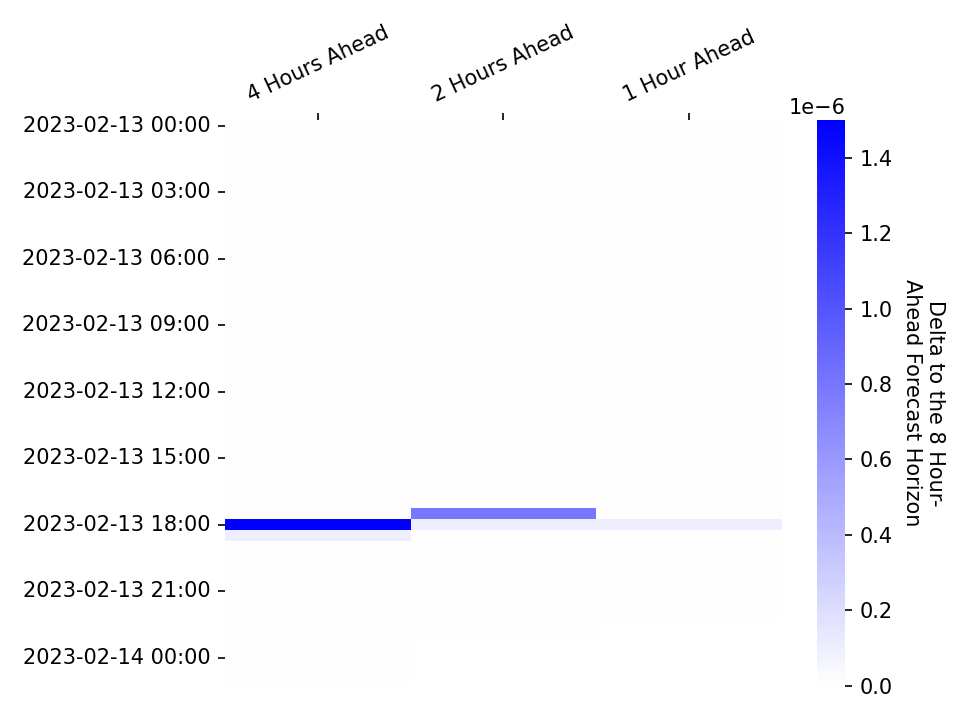 4 Hours Ahead
2 Hours Ahead
1 Hour Ahead
1e−6
2023-02-13 00:00
2023-02-13 03:00
2023-02-13 06:00
2023-02-13 09:00
2023-02-13 12:00
2023-02-13 15:00
2023-02-13 18:00
2023-02-13 21:00
2023-02-14 00:00
1.4
1.2
1.0
0.8
0.6
0.4
0.2
0.0
Delta to the 8 Hour-
Ahead Forecast Horizon